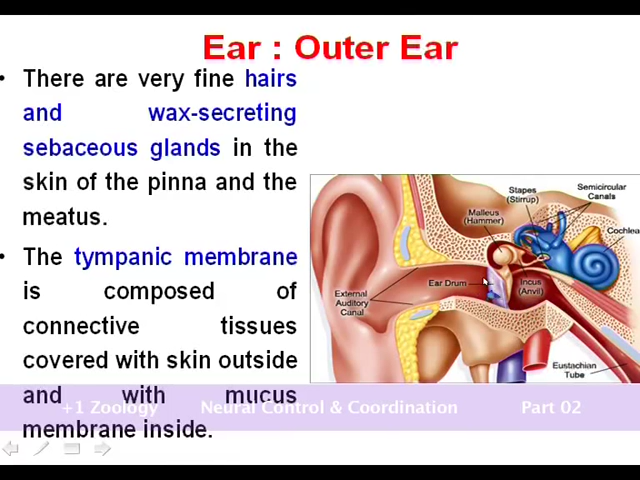 Ear : Outer Ear
• There are very fine hairs
and wax-secreting
sebaceous glands in the
skin of the pinna and the
meatus.
• The tympanic membrane
is composed of
connective tissues
covered with skin outside
and with mucus
membrane inside.
Stapes
(Stirrup)
Semicircular
Canals
Malleus
(Hammer)
Cochlea
Ear Drum
Incus
(Anvil)
External
Auditory
Canal
Eustachian
Tube
+1 Zoology Neural Control & Coordination Part 02